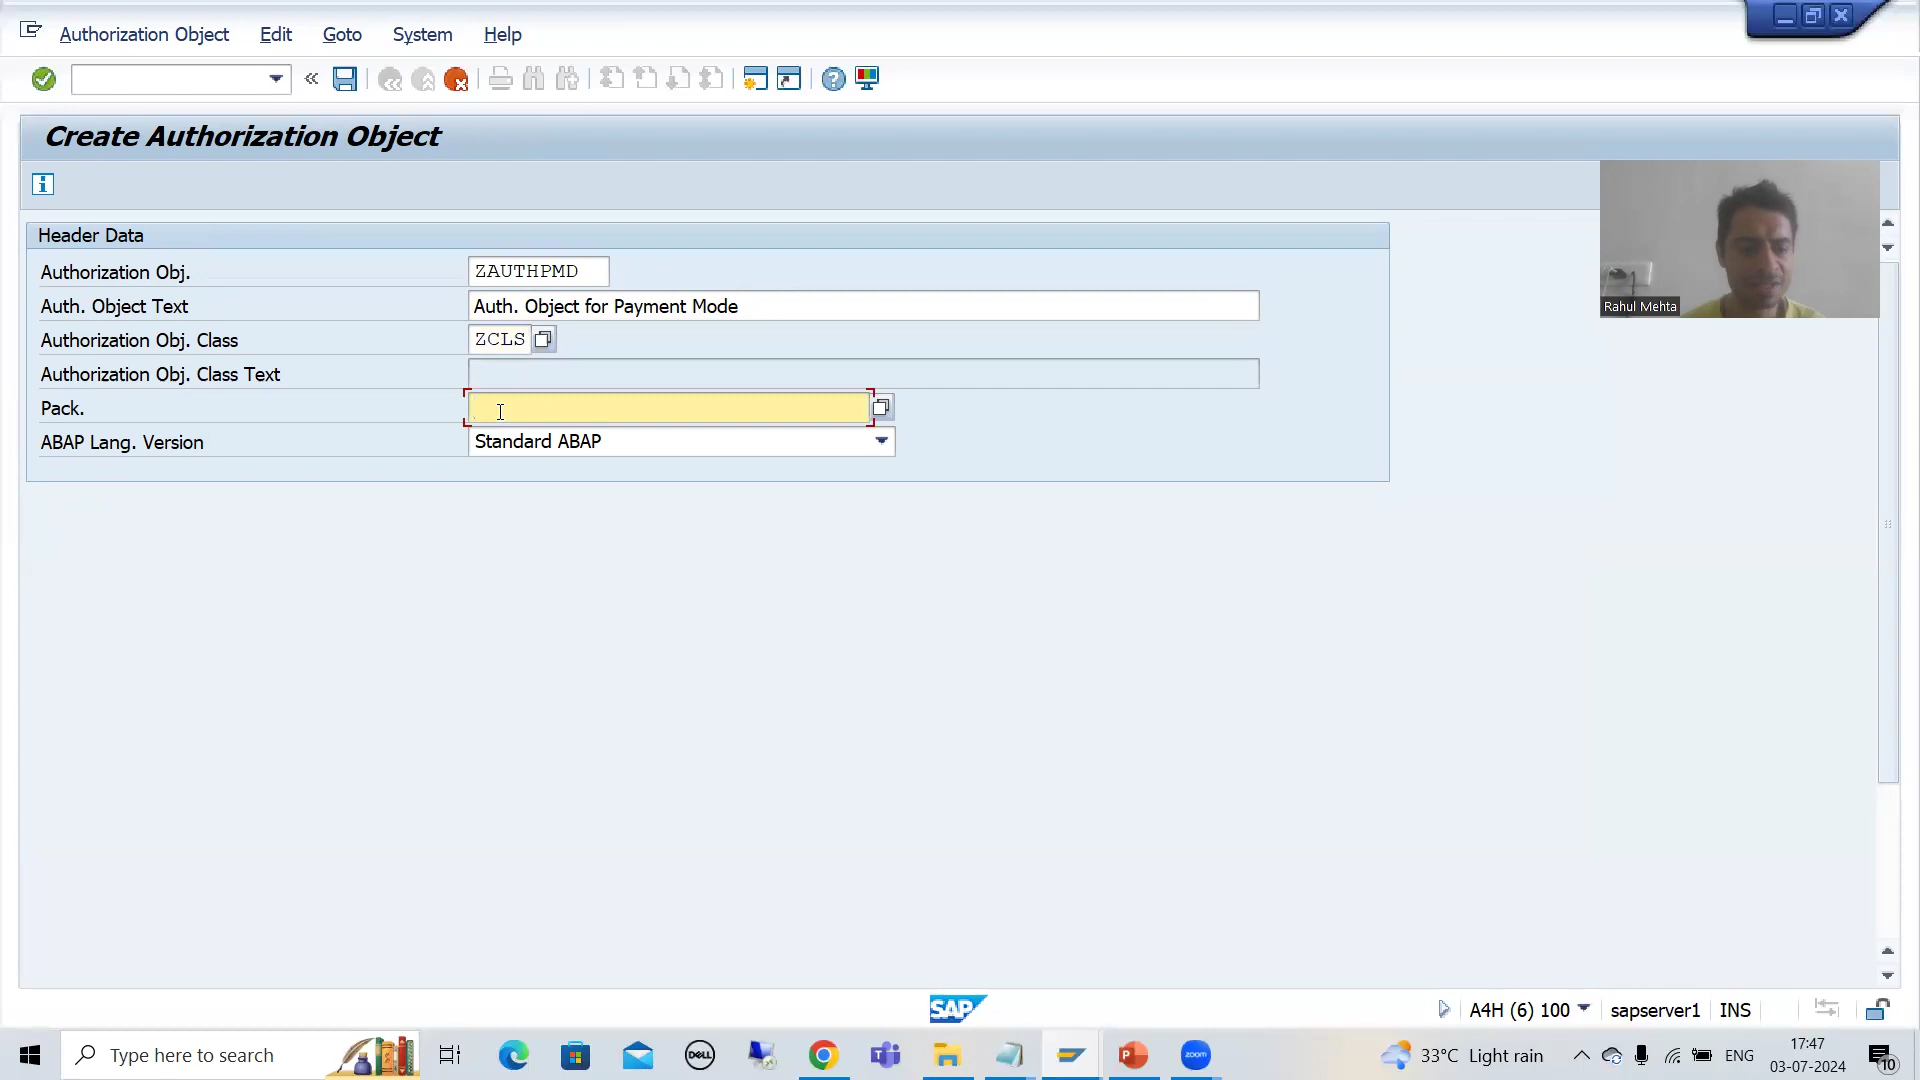 Authorization Object Edit Goto System Help
Create Authorization Object
Header Data
Authorization Obj. ZAUTHPMD
Auth. Object Text Auth. Object for Payment Mode
Authorization Obj. Class ZCLS
Authorization Obj. Class Text
Pack.
ABAP Lang. Version Standard ABAP
Rahul Mehta
SAP
A4H (6) 100 sapserver1 INS
Type here to search
DELL
zoom
33°C Light rain
ENG
17:47
03-07-2024
10